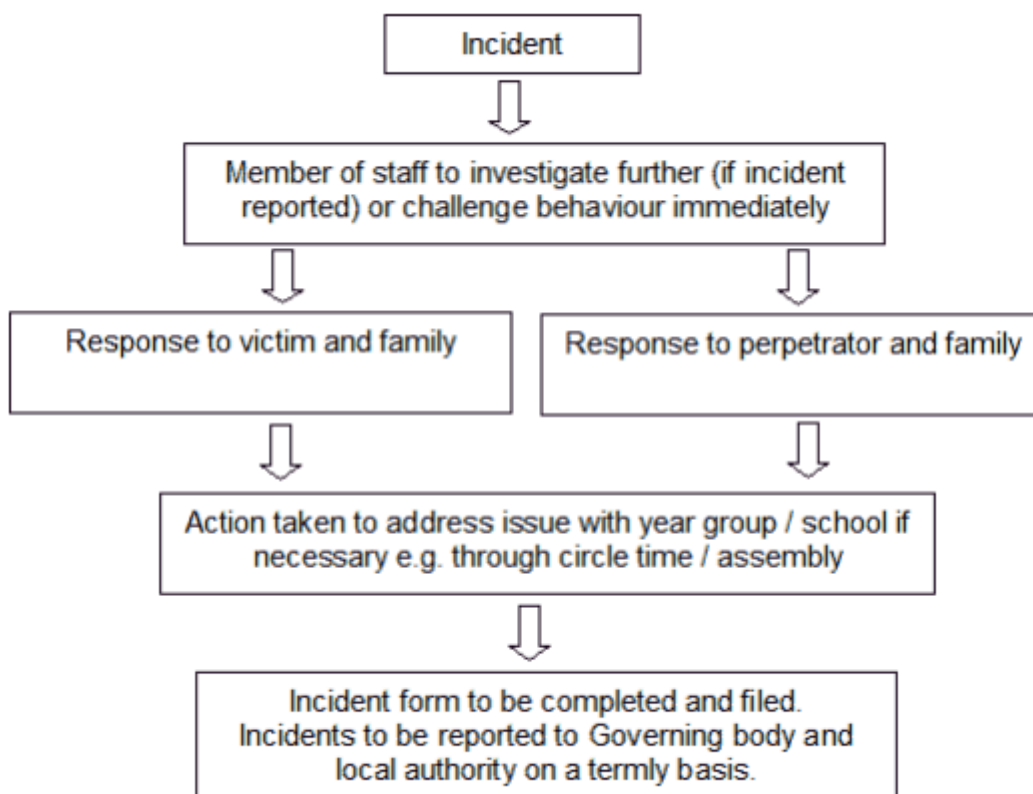 Incident
Member of staff to investigate further (if incident
reported) or challenge behaviour immediately
Response to victim and family
Response to perpetrator and family
Action taken to address issue with year group / school if
necessary e.g. through circle time / assembly
Incident form to be completed and filed.
Incidents to be reported to Governing body and
local authority on a termly basis.